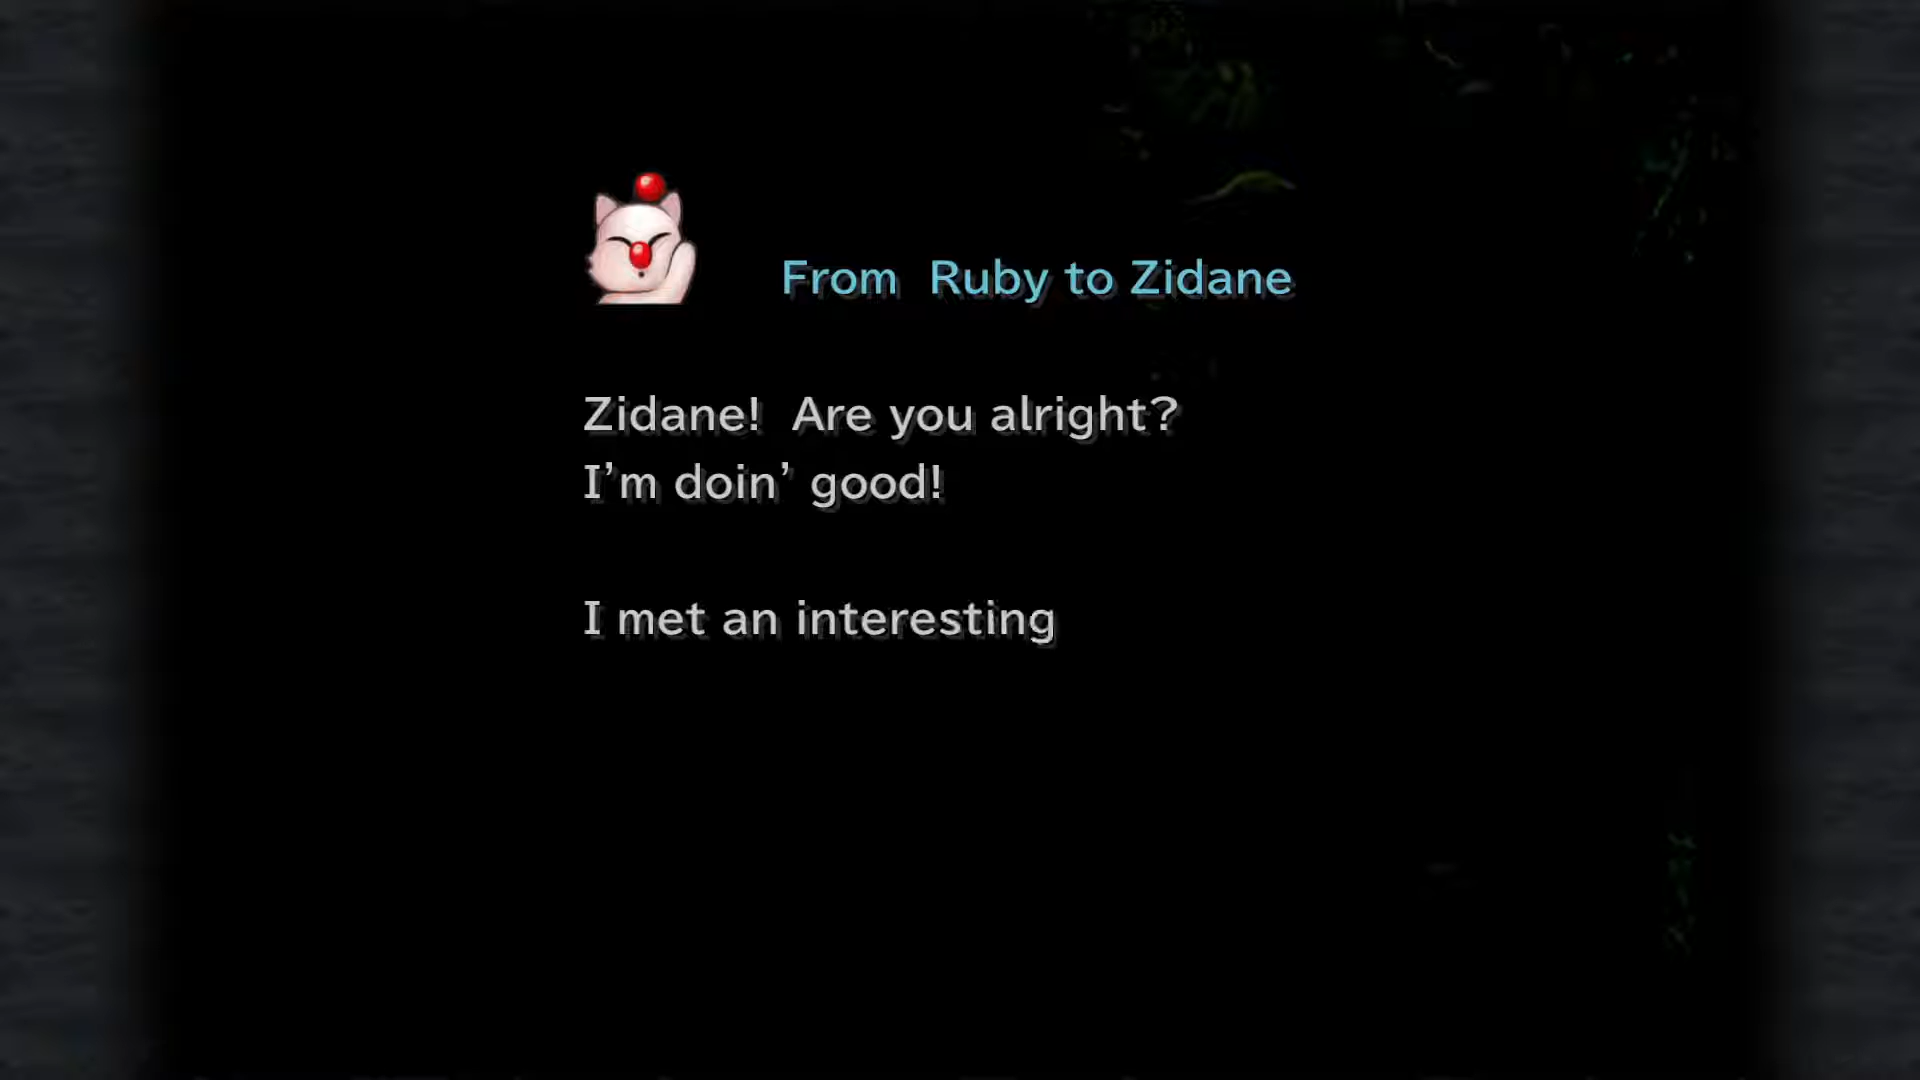 From  Ruby to Zidane
Zidane!  Are you alright?
I’m doin’ good!
I met an interesting